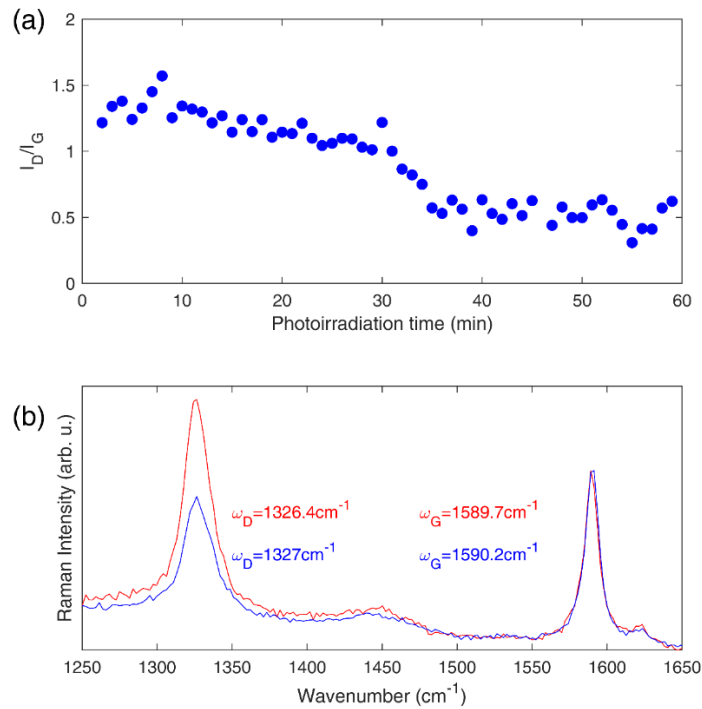 (a)
2
1.5
1
0.5
0
I_D/I_G
0 10 20 30 40 50 60
Photoirradiation time (min)
(b)
Raman Intensity (arb. u.)
ω_D=1326.4cm⁻¹ ω_G=1589.7cm⁻¹
ω_D=1327cm⁻¹ ω_G=1590.2cm⁻¹
1250 1300 1350 1400 1450 1500 1550 1600 1650
Wavenumber (cm⁻¹)